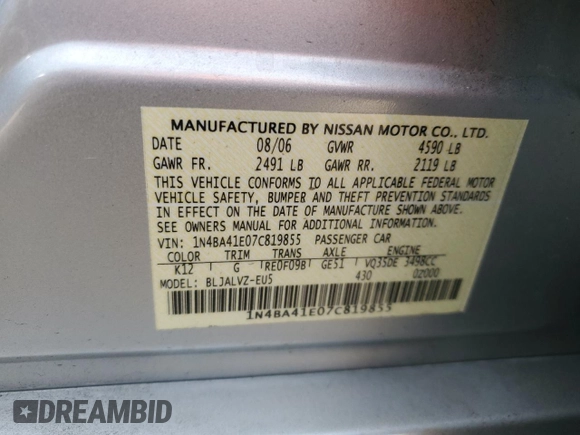 MANUFACTURED BY NISSAN MOTOR CO., LTD.
DATE 08/06 GVWR 4590 LB
GAWR FR. 2491 LB GAWR RR. 2119 LB
THIS VEHICLE CONFORMS TO ALL APPLICABLE FEDERAL MOTOR
VEHICLE SAFETY, BUMPER AND THEFT PREVENTION STANDARDS
IN EFFECT ON THE DATE OF MANUFACTURE SHOWN ABOVE.
SEE OWNERS MANUAL FOR ADDITIONAL INFORMATION.
VIN: 1N4BA41E07C819855 PASSENGER CAR
COLOR TRIM TRANS AXLE ENGINE
K12 G RE0F09B GE51 VQ35DE 3498CC
MODEL: BLJALVZ-EU5 430 02000
1N4BA41E07C819855
DREAMBID